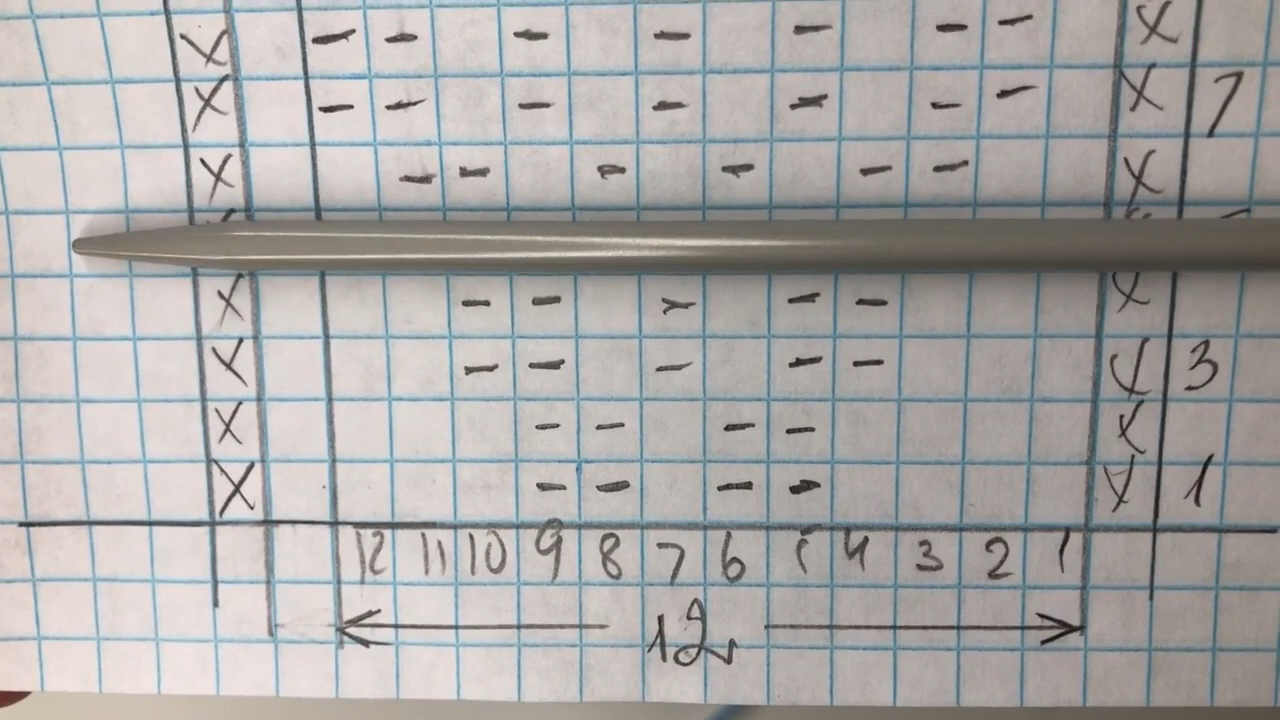 X - - - - - - - X
X - - - - - - - X 7
X - - - - - - X
X - - - - - X
X - - - - - X 3
X - - - - X
X - - - - X 1
12 11 10 9 8 7 6 5 4 3 2 1
12